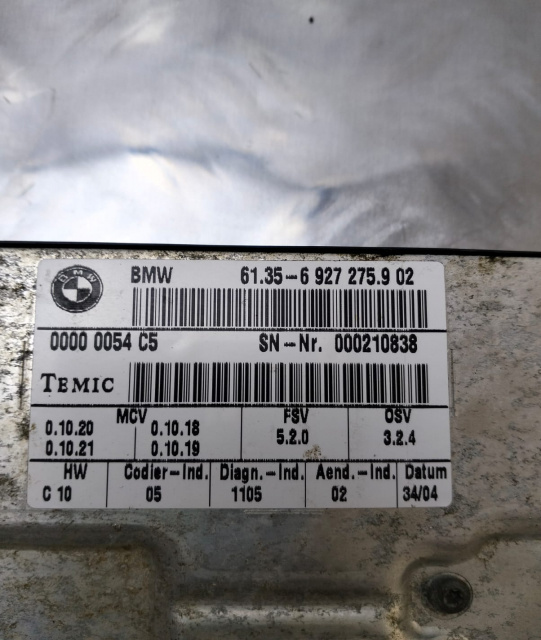 BMW 61.35-6 927 275.9 02
0000 0054 C5 SN-Nr. 000210838
TEMIC
MCV FSV OSV
0.10.20 0.10.18 5.2.0 3.2.4
0.10.21 0.10.19
HW Codier-Ind. Diagn.-Ind. Aend.-Ind. Datum
C 10 05 1105 02 34/04